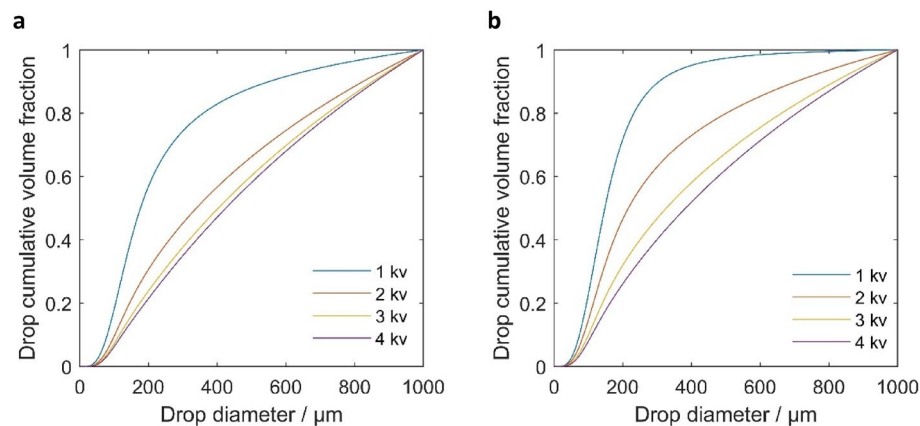 a
Drop cumulative volume fraction
1
0.8
0.6
0.4
0.2
0
0 200 400 600 800 1000
Drop diameter / µm
1 kv
2 kv
3 kv
4 kv
b
Drop cumulative volume fraction
1
0.8
0.6
0.4
0.2
0
0 200 400 600 800 1000
Drop diameter / µm
1 kv
2 kv
3 kv
4 kv